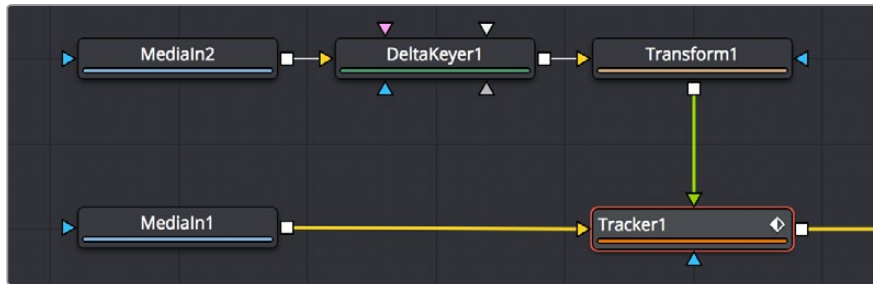 MediaIn2
DeltaKeyer1
Transform1
MediaIn1
Tracker1